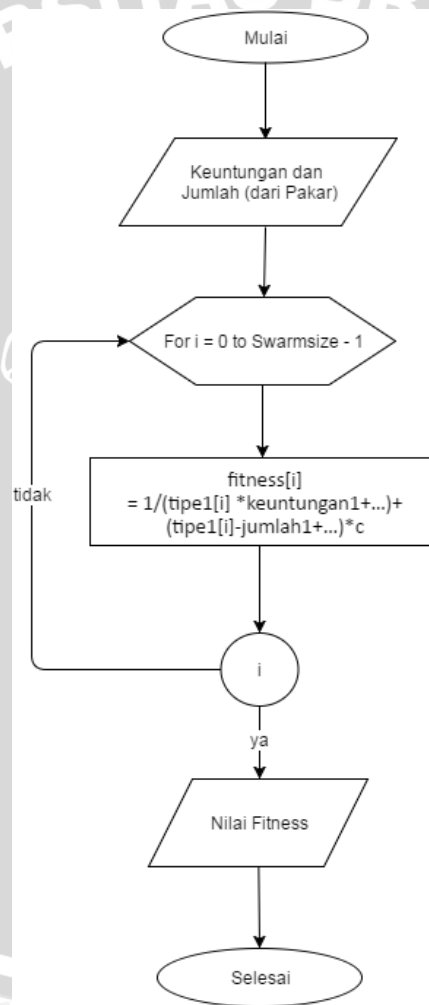 Mulai
Keuntungan dan
Jumlah (dari Pakar)
For i = 0 to Swarmsize - 1
fitness[i]
= 1/(tipe1[i] *keuntungan1+...)+
(tipe1[i]-jumlah1+...)*c
tidak
i
ya
Nilai Fitness
Selesai